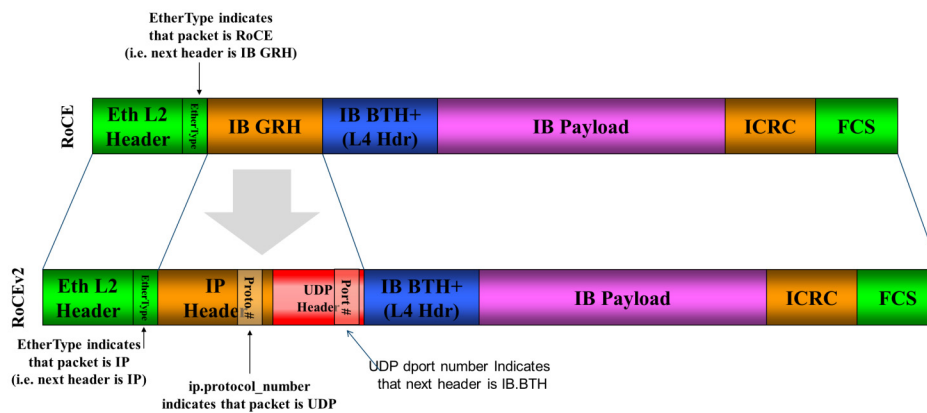 EtherType indicates
that packet is RoCE
(i.e. next header is IB GRH)
RoCE
Eth L2
Header
EtherType
IB GRH
IB BTH+
(L4 Hdr)
IB Payload
ICRC
FCS
RoCEv2
Eth L2
Header
EtherType
IP
Header
Proto #
UDP
Header
Port #
IB BTH+
(L4 Hdr)
IB Payload
ICRC
FCS
EtherType indicates
that packet is IP
(i.e. next header is IP)
ip.protocol_number
indicates that packet is UDP
UDP dport number Indicates
that next header is IB.BTH